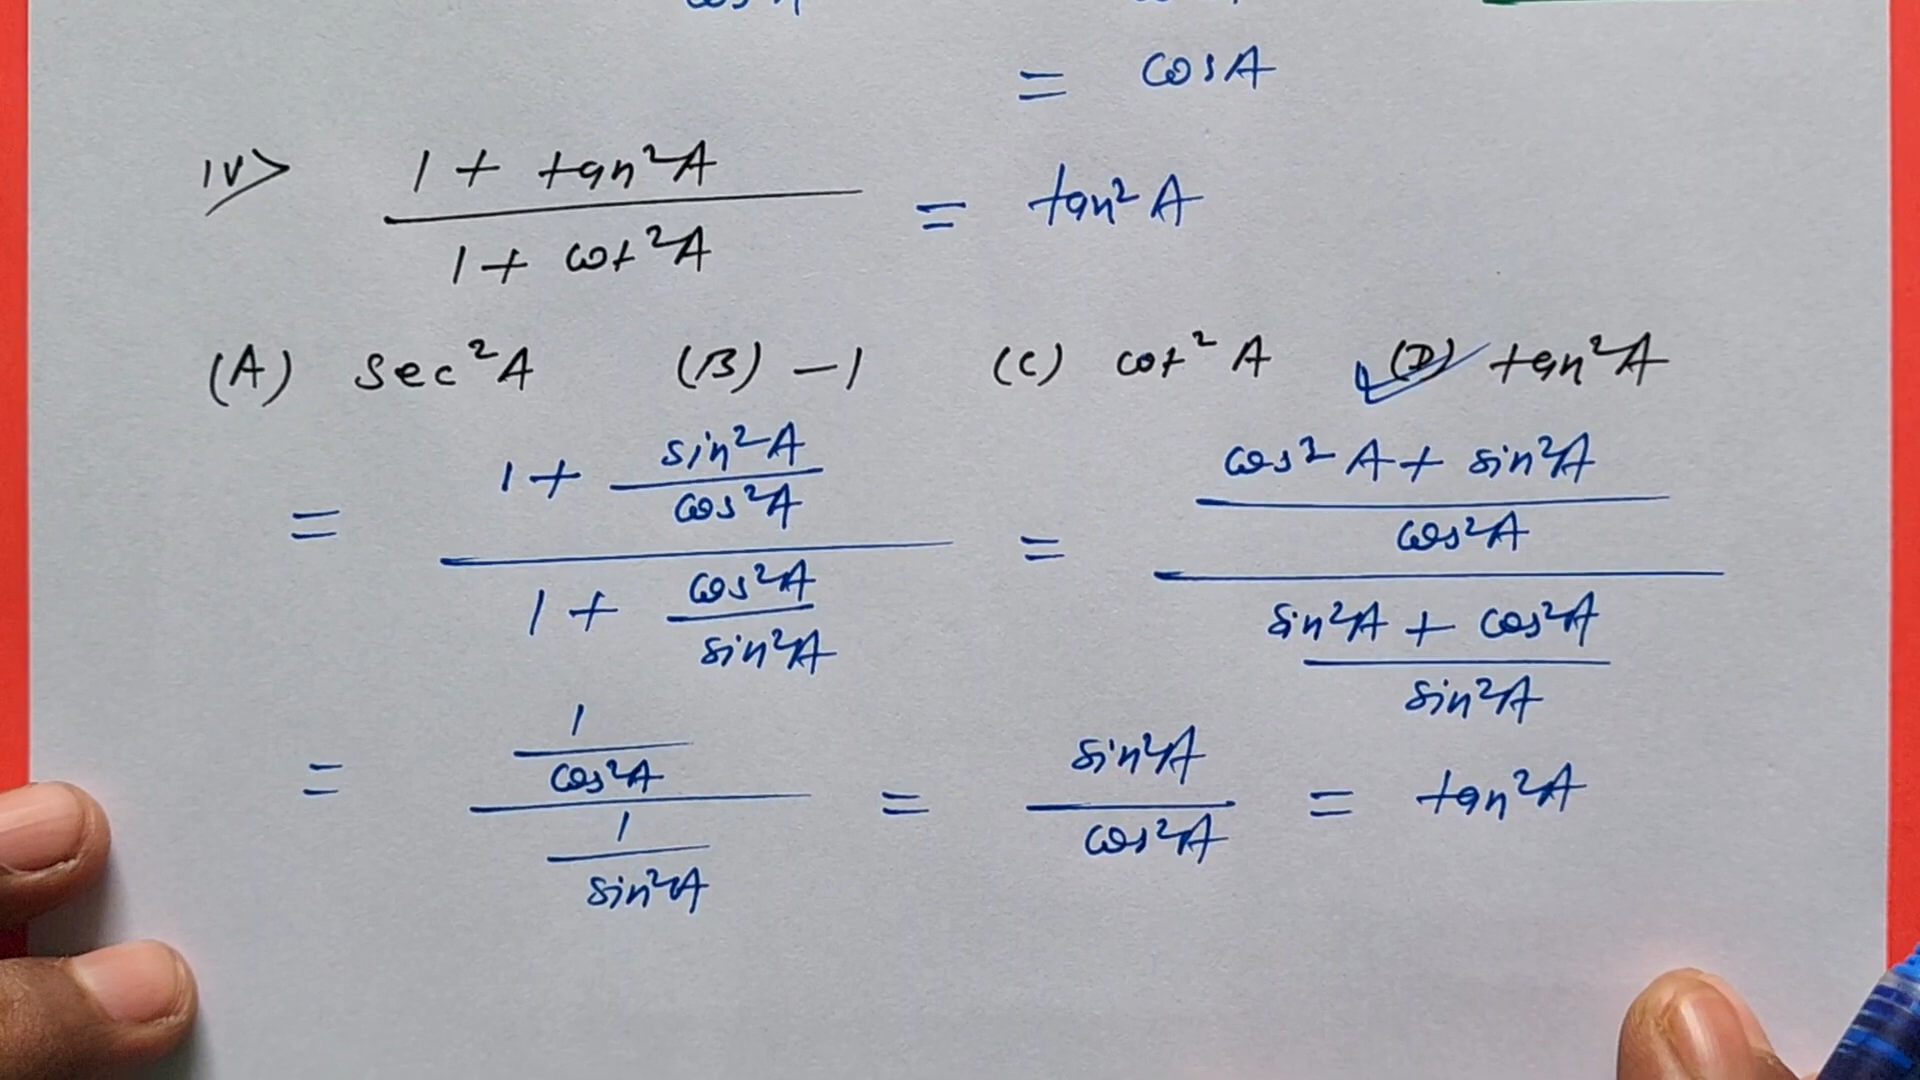 = cosA
iv> 1 + tan²A / 1 + cot²A = tan²A
(A) sec²A (B) -1 (C) cot²A (D) tan²A
= 1 + sin²A/cos²A / 1 + cos²A/sin²A = cos²A + sin²A / cos²A / sin²A + cos²A / sin²A
= 1/cos²A / 1/sin²A = sin²A/cos²A = tan²A